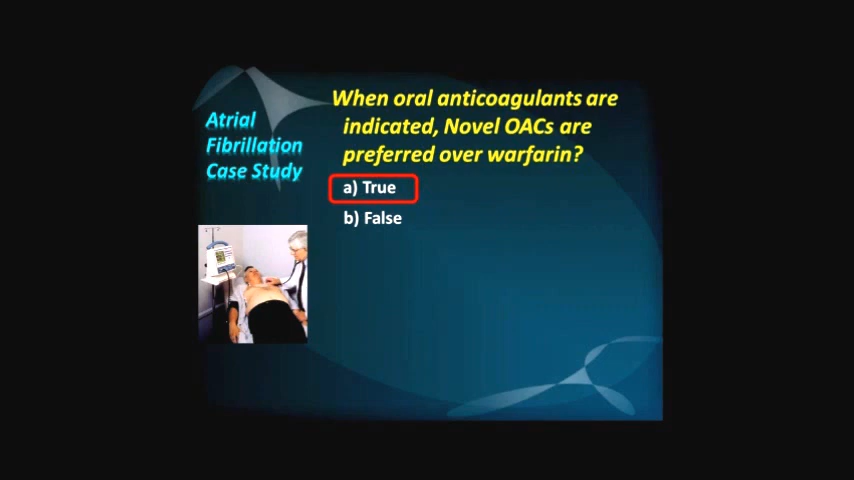 Atrial
Fibrillation
Case Study
When oral anticoagulants are
indicated, Novel OACs are
preferred over warfarin?
a) True
b) False